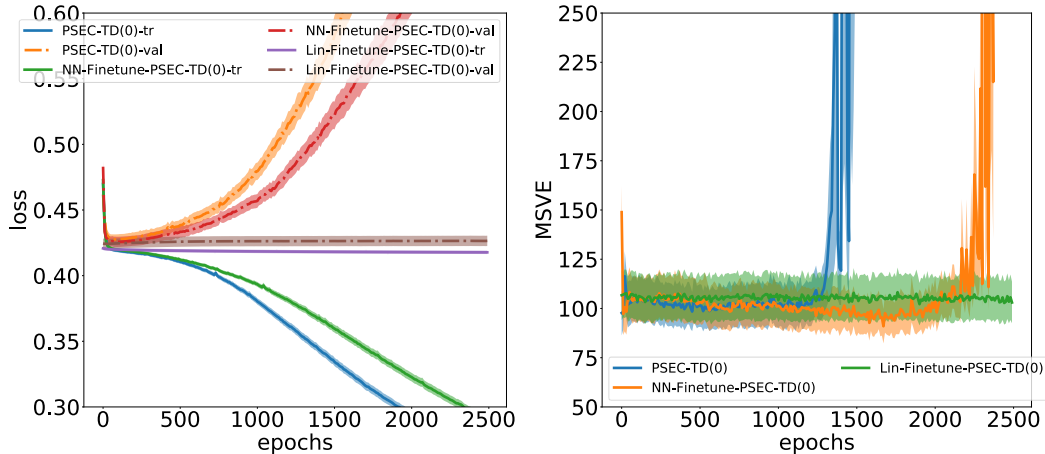 0.60
0.55
0.50
0.45
0.40
0.35
0.30
loss
PSEC-TD(0)-tr
PSEC-TD(0)-val
NN-Finetune-PSEC-TD(0)-tr
NN-Finetune-PSEC-TD(0)-val
Lin-Finetune-PSEC-TD(0)-tr
Lin-Finetune-PSEC-TD(0)-val
0 500 1000 1500 2000 2500
epochs
250
225
200
175
150
125
100
75
50
MSVE
PSEC-TD(0)
NN-Finetune-PSEC-TD(0)
Lin-Finetune-PSEC-TD(0)
0 500 1000 1500 2000 2500
epochs